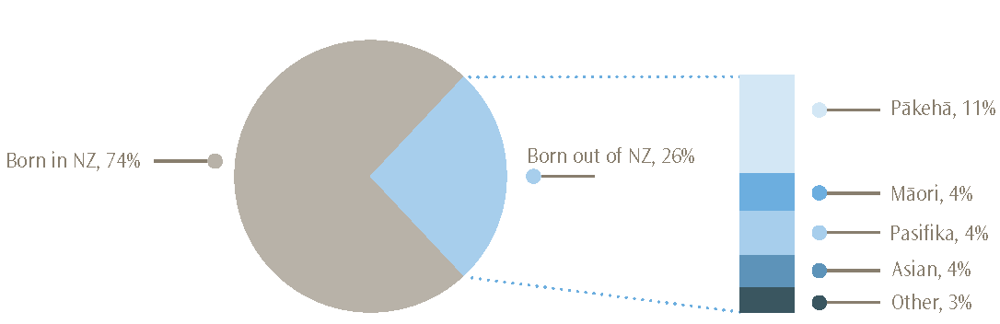 Born in NZ, 74%
Born out of NZ, 26%
Pākehā, 11%
Māori, 4%
Pasifika, 4%
Asian, 4%
Other, 3%